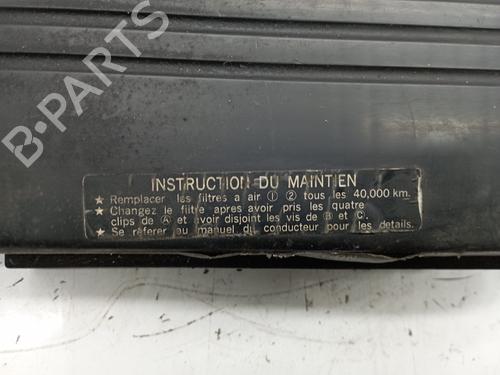 B-PARTS
INSTRUCTION DU MAINTIEN
★ Remplacer les filtres a air ① ② tous les 40,000 km.
★ Changez le filtre apres avoir pris les quatre
clips de Ⓐ et avoir disjoint les vis de Ⓑ et Ⓒ.
★ Se referer au manuel du conducteur pour les details.